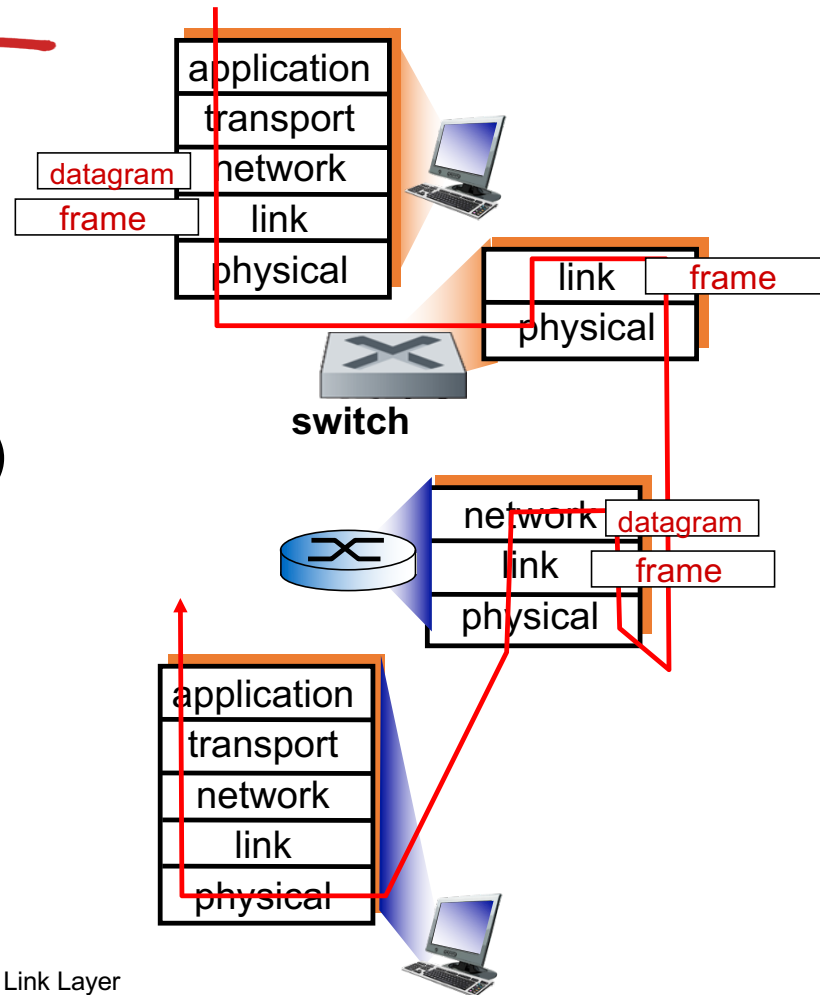 application
transport
datagram network
frame link
physical
link frame
physical
switch
)
network datagram
link frame
physical
application
transport
network
link
physical
Link Layer